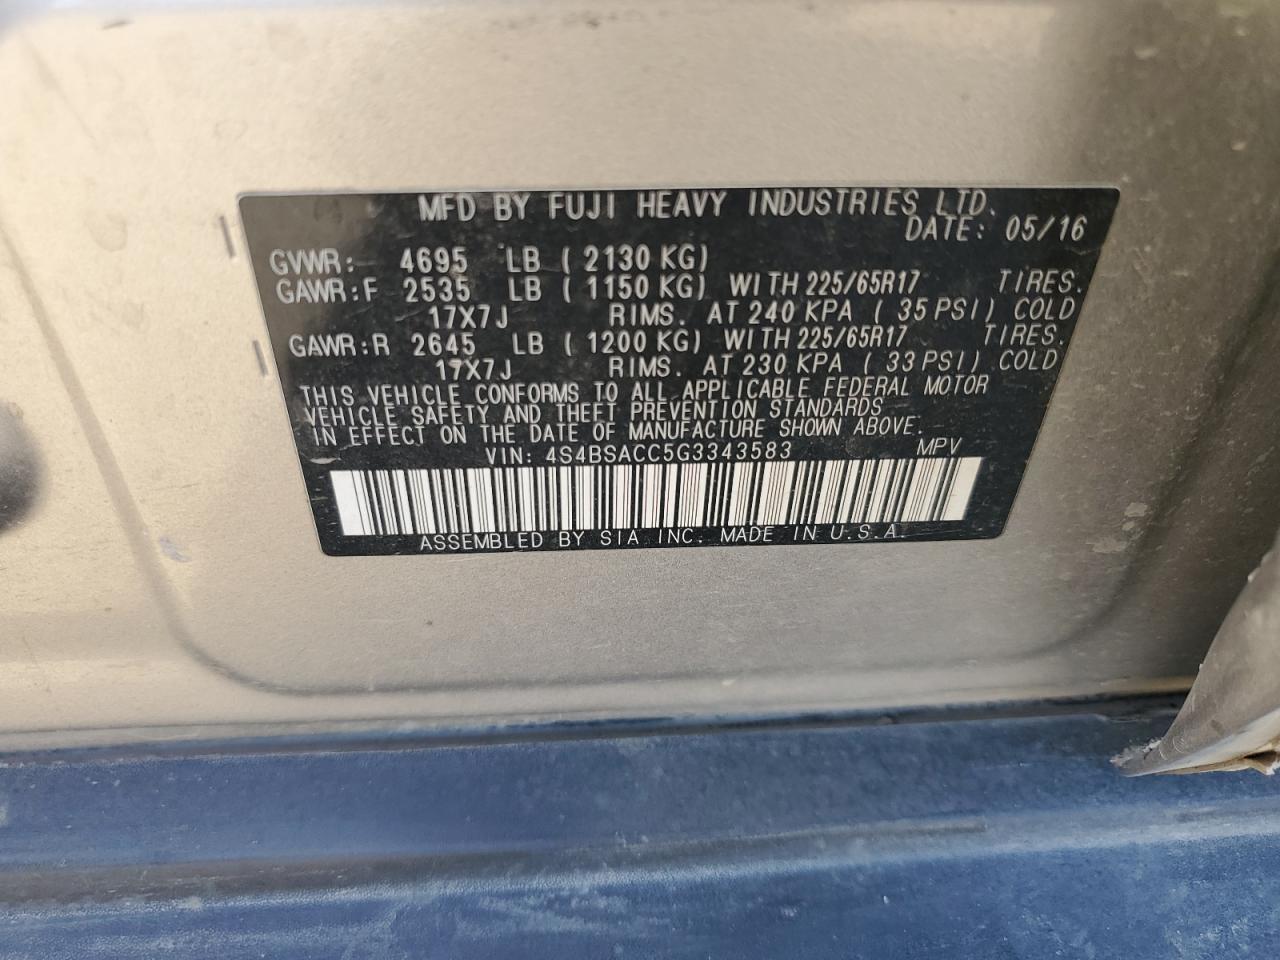 MFD BY FUJI HEAVY INDUSTRIES LTD.
DATE: 05/16
GVWR: 4695 LB ( 2130 KG)
GAWR:F 2535 LB ( 1150 KG) WITH 225/65R17 TIRES.
17X7J RIMS. AT 240 KPA ( 35 PSI) COLD
GAWR:R 2645 LB ( 1200 KG) WITH 225/65R17 TIRES.
17X7J RIMS. AT 230 KPA ( 33 PSI) COLD
THIS VEHICLE CONFORMS TO ALL APPLICABLE FEDERAL MOTOR
VEHICLE SAFETY AND THEFT PREVENTION STANDARDS
IN EFFECT ON THE DATE OF MANUFACTURE SHOWN ABOVE.
VIN: 4S4BSACC5G3343583 MPV
ASSEMBLED BY SIA INC. MADE IN U.S.A.